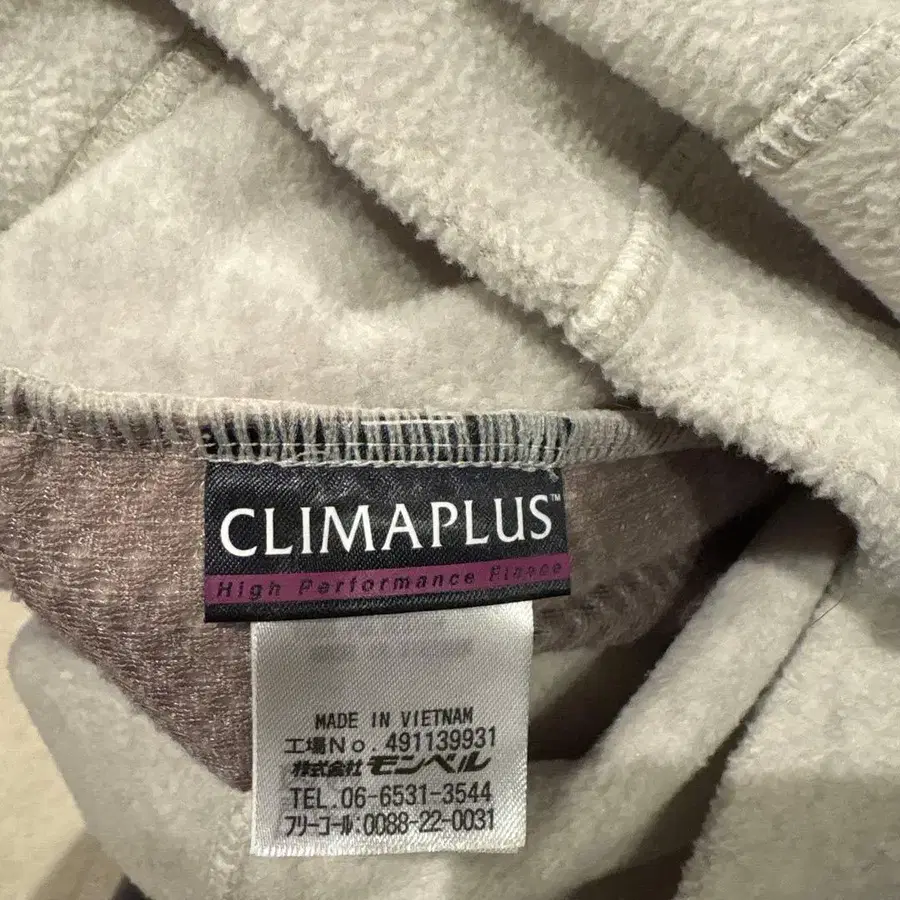 CLIMAPLUS™
High Performance Fleece
MADE IN VIETNAM
工場No.491139931
株式会社 モンベル
TEL.06-6531-3544
フリーコール:0088-22-0031